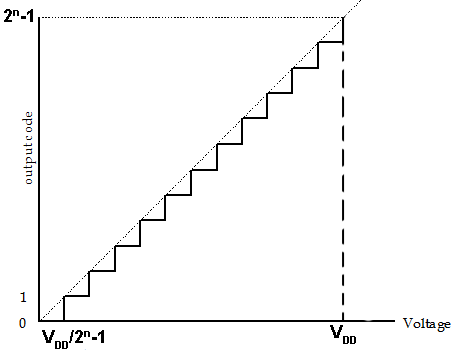 2ⁿ-1
output code
1
0
V_DD/2ⁿ-1
V_DD
Voltage